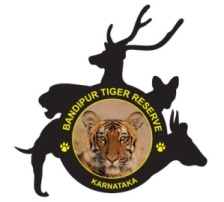 BANDIPUR TIGER RESERVE
KARNATAKA